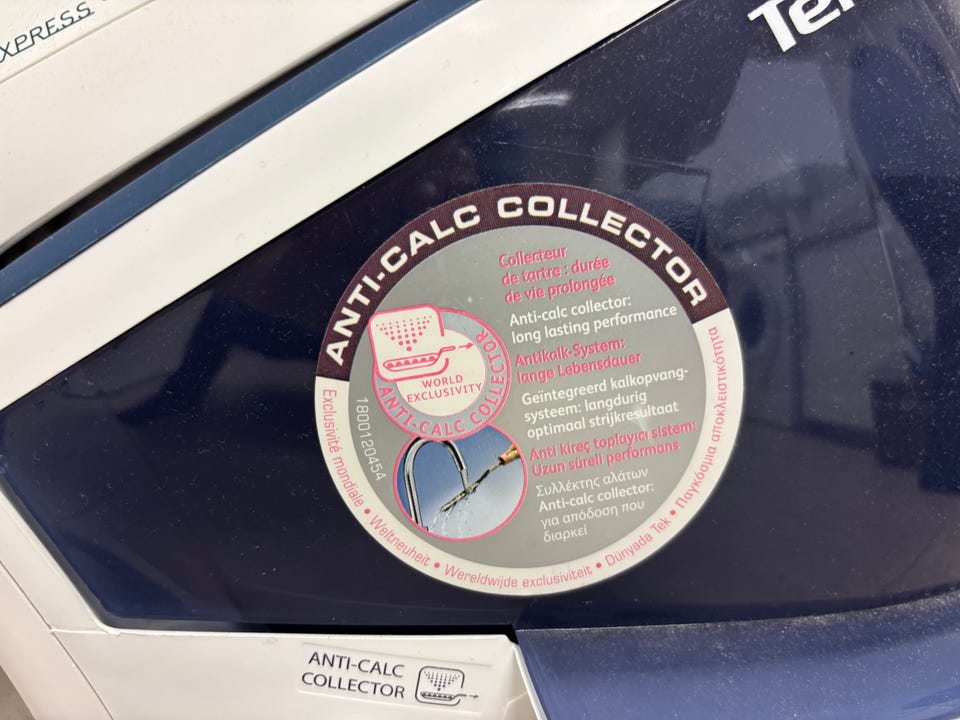 XPRESS
Tef
ANTI-CALC COLLECTOR
Collecteur
de tartre : durée
de vie prolongée
Anti-calc collector:
long lasting performance
Antikalk-System:
lange Lebensdauer
Geïntegreerd kalkopvang-
systeem: langdurig
optimaal strijkresultaat
Anti kireç toplayıcı sistem:
Uzun süreli performans
Συλλέκτης αλάτων
Anti-calc collector:
για απόδοση που
διαρκεί
WORLD
EXCLUSIVITY
ANTI-CALC COLLECTOR
1800120454
Exclusivité mondiale • Weltneuheit • Wereldwijde exclusiviteit • Dünyada Tek • Παγκόσμια αποκλειστικότητα
ANTI-CALC
COLLECTOR